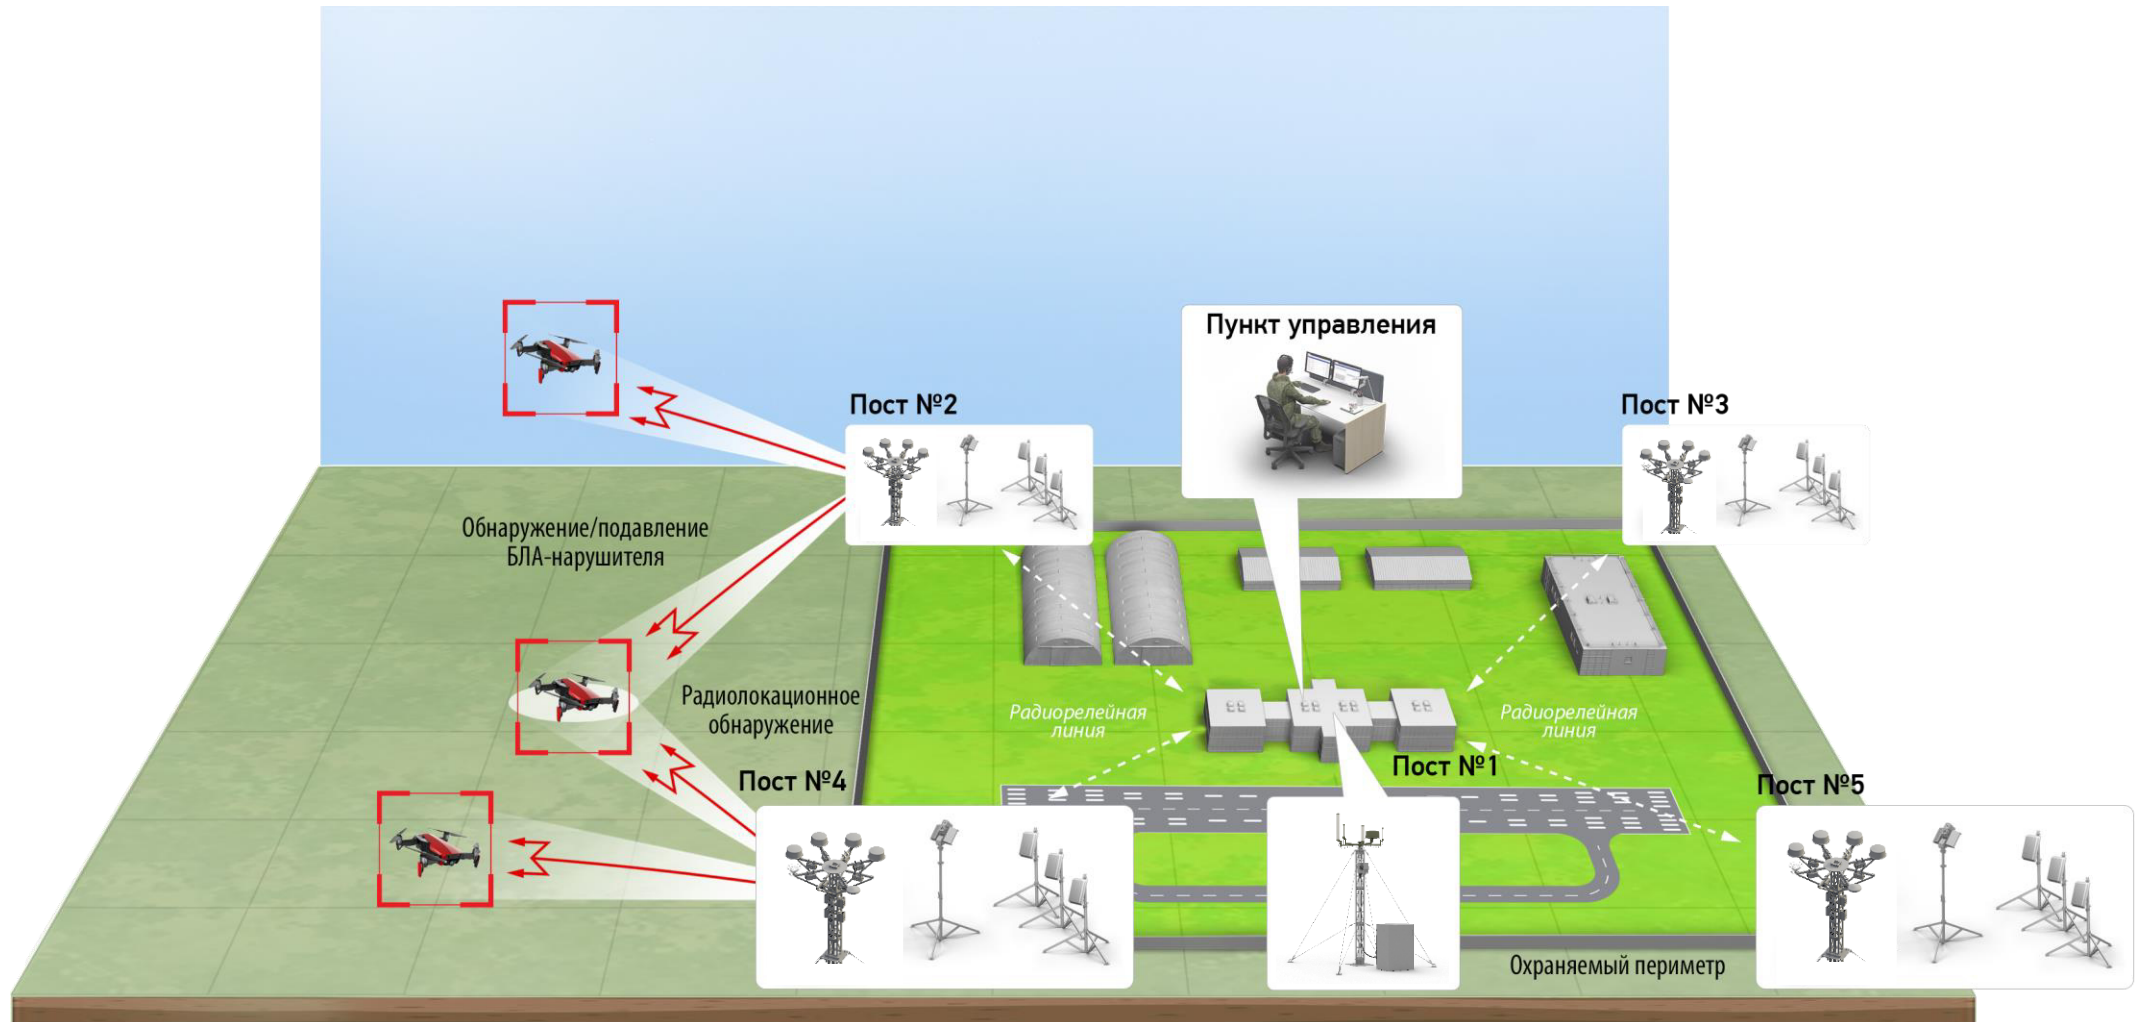 Пункт управления
Пост №2
Пост №3
Обнаружение/подавление
БЛА-нарушителя
Радиолокационное
обнаружение
Радиорелейная
линия
Радиорелейная
линия
Пост №1
Пост №4
Пост №5
Охраняемый периметр